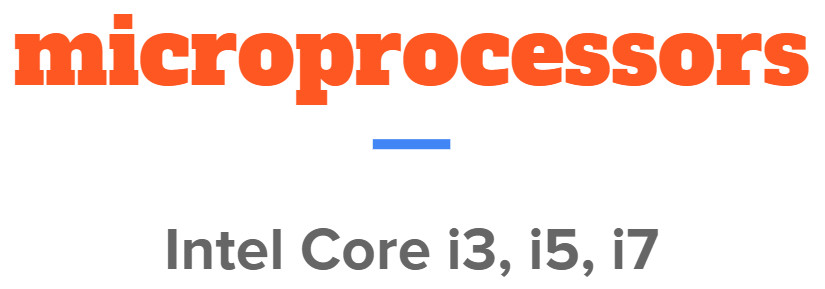 microprocessors
Intel Core i3, i5, i7